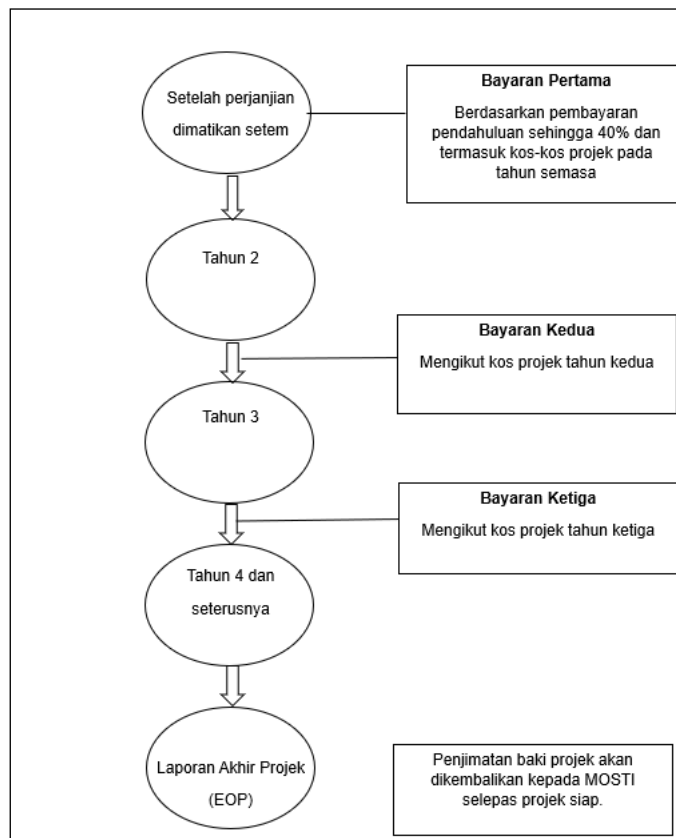 Setelah perjanjian
dimatikan setem
Bayaran Pertama
Berdasarkan pembayaran
pendahuluan sehingga 40% dan
termasuk kos-kos projek pada
tahun semasa
Tahun 2
Bayaran Kedua
Mengikut kos projek tahun kedua
Tahun 3
Bayaran Ketiga
Mengikut kos projek tahun ketiga
Tahun 4 dan
seterusnya
Laporan Akhir Projek
(EOP)
Penjimatan baki projek akan
dikembalikan kepada MOSTI
selepas projek siap.